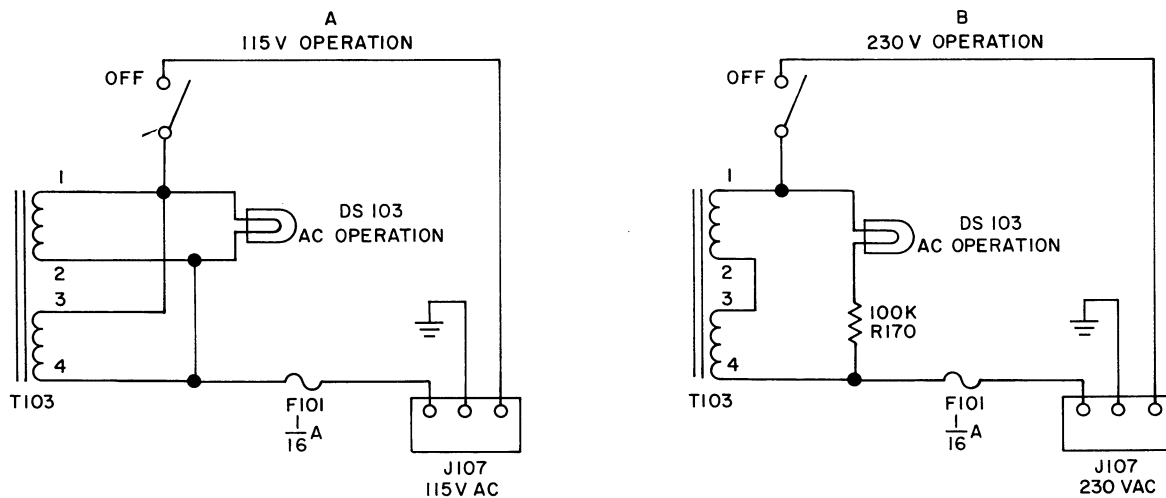 A
115 V OPERATION
OFF
1
DS 103
AC OPERATION
2
3
4
T103
F101
1/16 A
J107
115V AC
B
230 V OPERATION
OFF
1
DS 103
AC OPERATION
2
3
100K
R170
4
T103
F101
1/16 A
J107
230 VAC